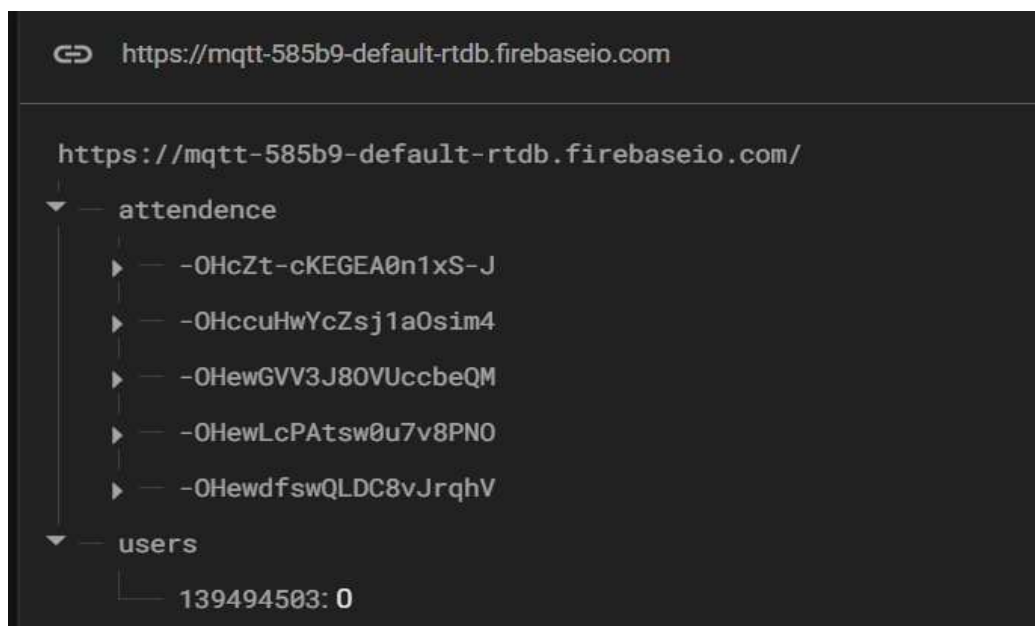 https://mqtt-585b9-default-rtdb.firebaseio.com
https://mqtt-585b9-default-rtdb.firebaseio.com/
attendence
-OHcZt-cKEGEA0n1xS-J
-OHccuHwYcZsj1aOsim4
-OHewGVV3J8OVUccbeQM
-OHewLcPAtsw0u7v8PNO
-OHewdfswQLDC8vJrqhV
users
139494503: 0